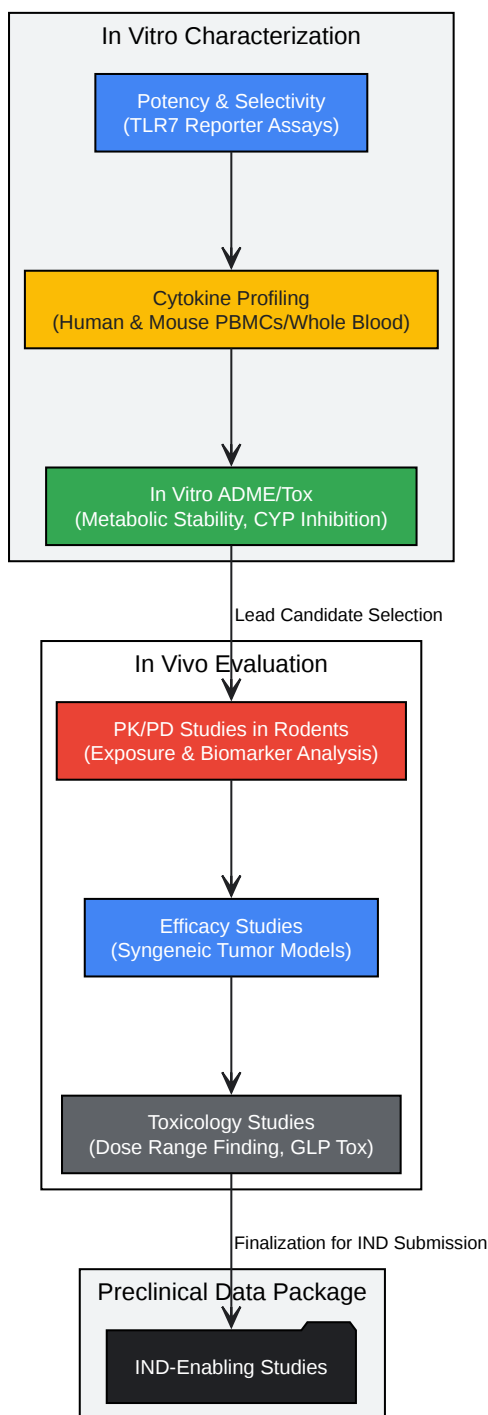 In Vitro Characterization
Potency & Selectivity
(TLR7 Reporter Assays)
Cytokine Profiling
(Human & Mouse PBMCs/Whole Blood)
In Vitro ADME/Tox
(Metabolic Stability, CYP Inhibition)
Lead Candidate Selection
In Vivo Evaluation
PK/PD Studies in Rodents
(Exposure & Biomarker Analysis)
Efficacy Studies
(Syngeneic Tumor Models)
Toxicology Studies
(Dose Range Finding, GLP Tox)
Finalization for IND Submission
Preclinical Data Package
IND-Enabling Studies